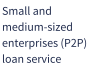 Small and
medium-sized
enterprises (P2P)
loan service